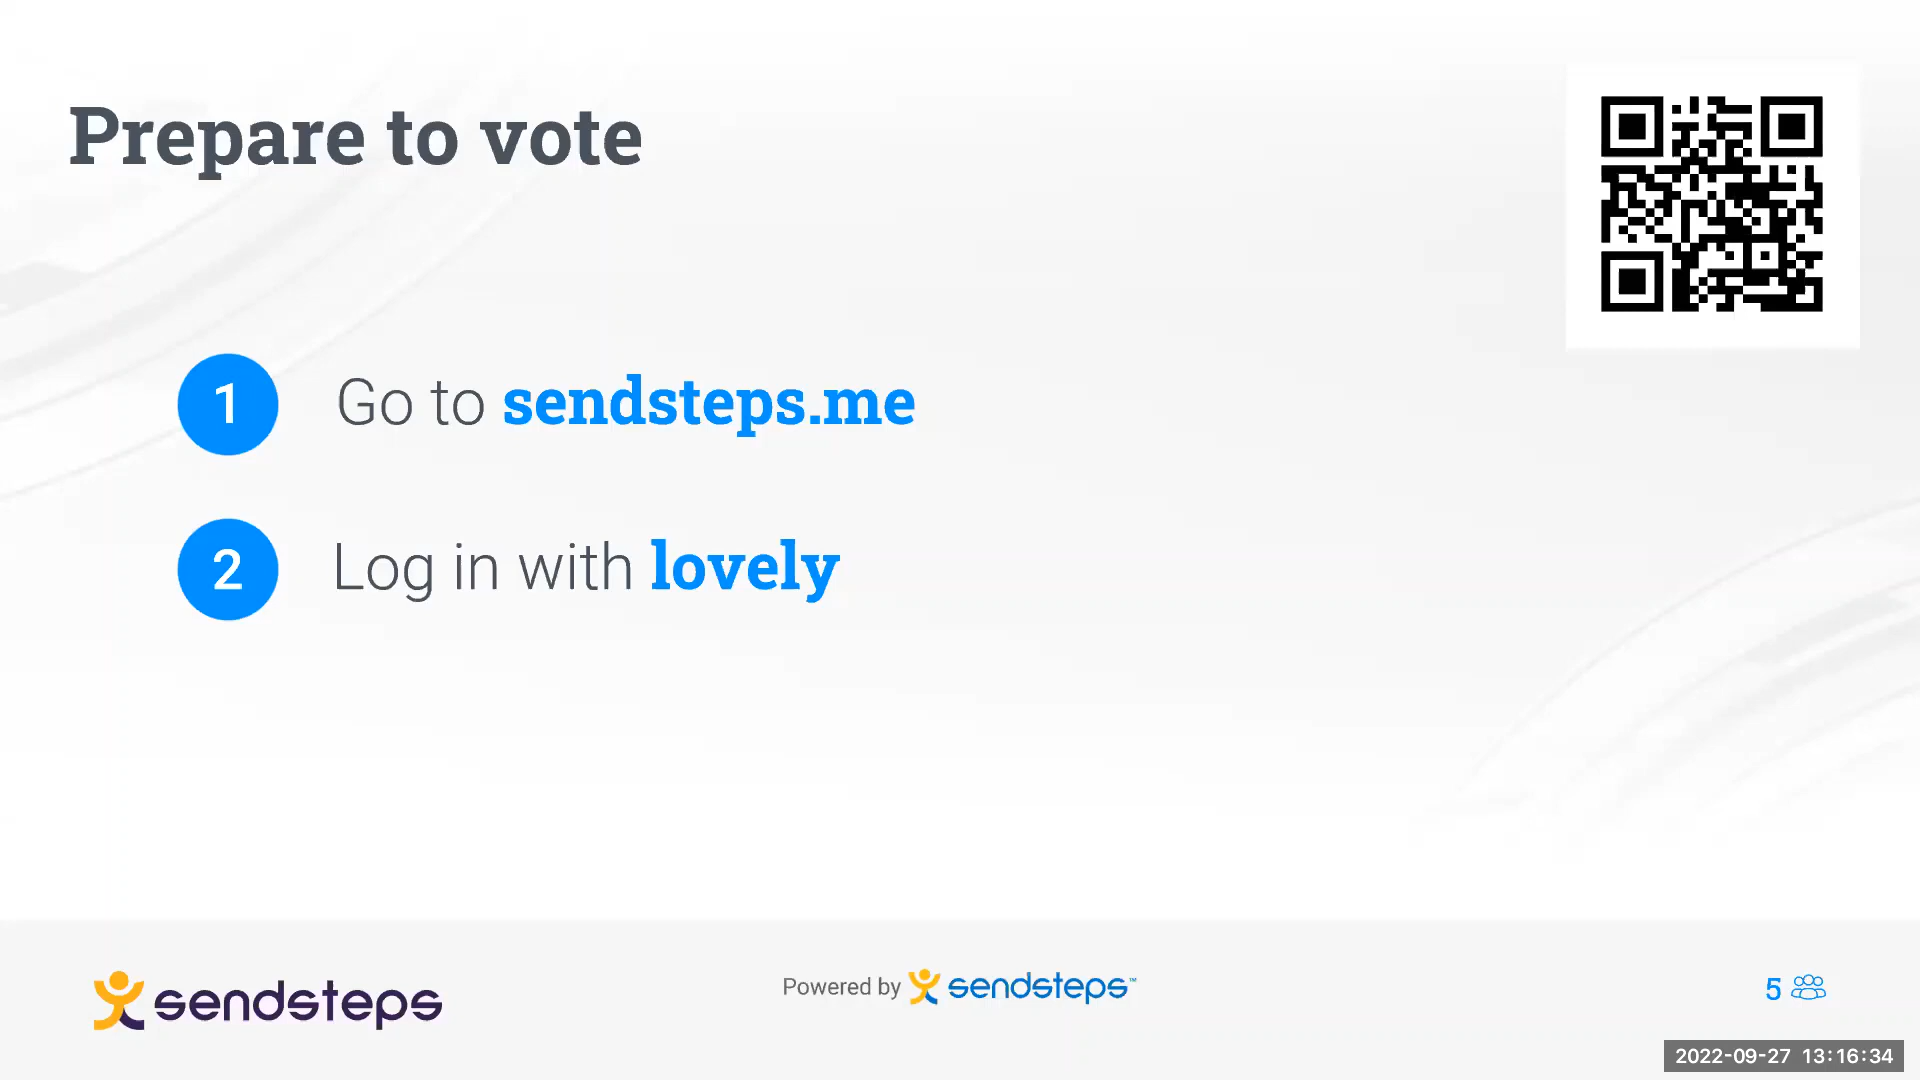 Prepare to vote
1 Go to sendsteps.me
2 Log in with lovely
sendsteps
Powered by sendsteps™
5
2022-09-27 13:16:34